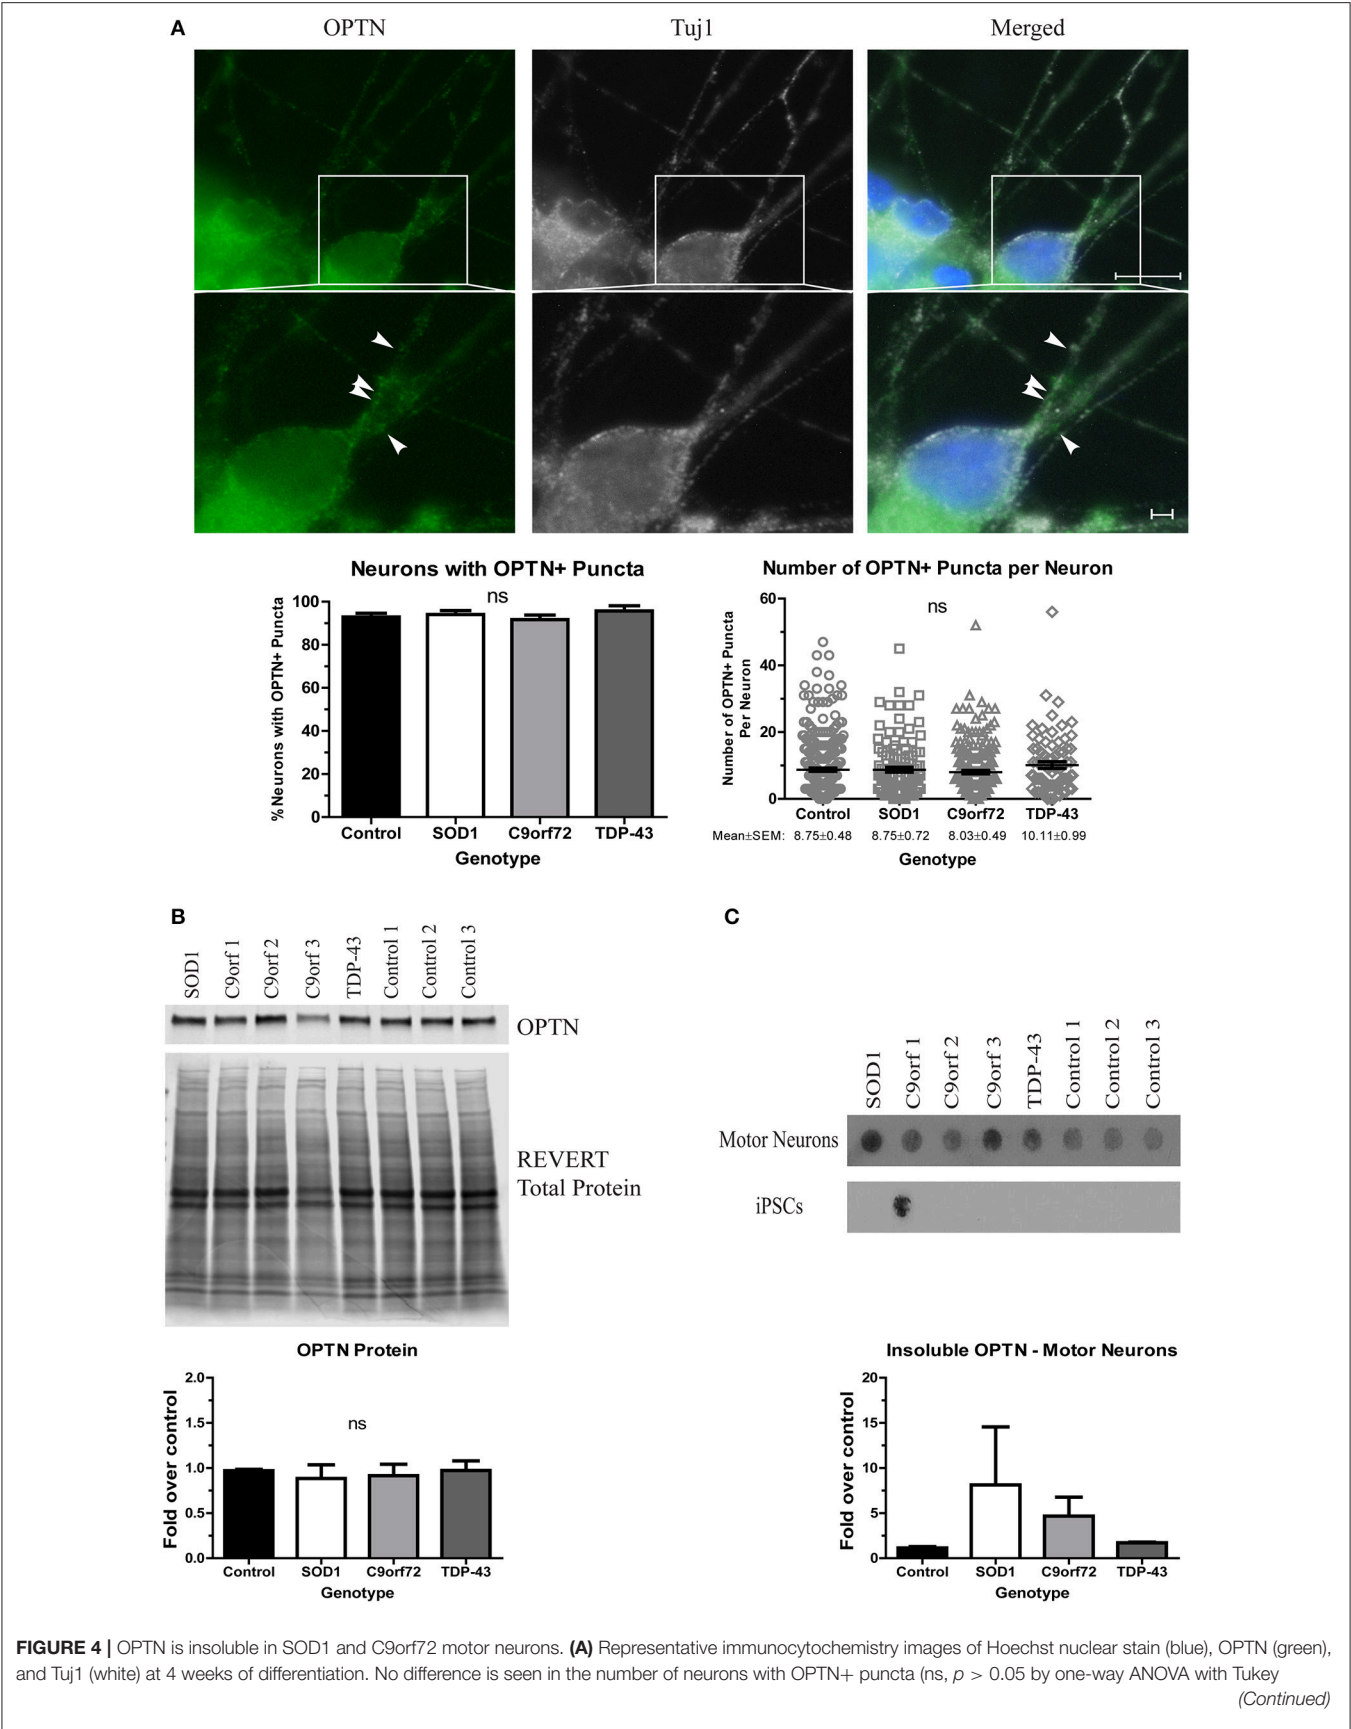 A
OPTN
Tuj1
Merged
Neurons with OPTN+ Puncta
% Neurons with OPTN+ Puncta
100
80
60
40
20
0
ns
Control
SOD1
C9orf72
TDP-43
Genotype
Number of OPTN+ Puncta per Neuron
Number of OPTN+ Puncta
Per Neuron
60
40
20
0
ns
Control
SOD1
C9orf72
TDP-43
Mean±SEM: 8.75±0.48 8.75±0.72 8.03±0.49 10.11±0.99
Genotype
B
SOD1
C9orf 1
C9orf 2
C9orf 3
TDP-43
Control 1
Control 2
Control 3
OPTN
REVERT
Total Protein
OPTN Protein
Fold over control
2.0
1.5
1.0
0.5
0.0
ns
Control
SOD1
C9orf72
TDP-43
Genotype
C
SOD1
C9orf 1
C9orf 2
C9orf 3
TDP-43
Control 1
Control 2
Control 3
Motor Neurons
iPSCs
Insoluble OPTN - Motor Neurons
Fold over control
20
15
10
5
0
Control
SOD1
C9orf72
TDP-43
Genotype
FIGURE 4 | OPTN is insoluble in SOD1 and C9orf72 motor neurons. (A) Representative immunocytochemistry images of Hoechst nuclear stain (blue), OPTN (green),
and Tuj1 (white) at 4 weeks of differentiation. No difference is seen in the number of neurons with OPTN+ puncta (ns, p > 0.05 by one-way ANOVA with Tukey
(Continued)